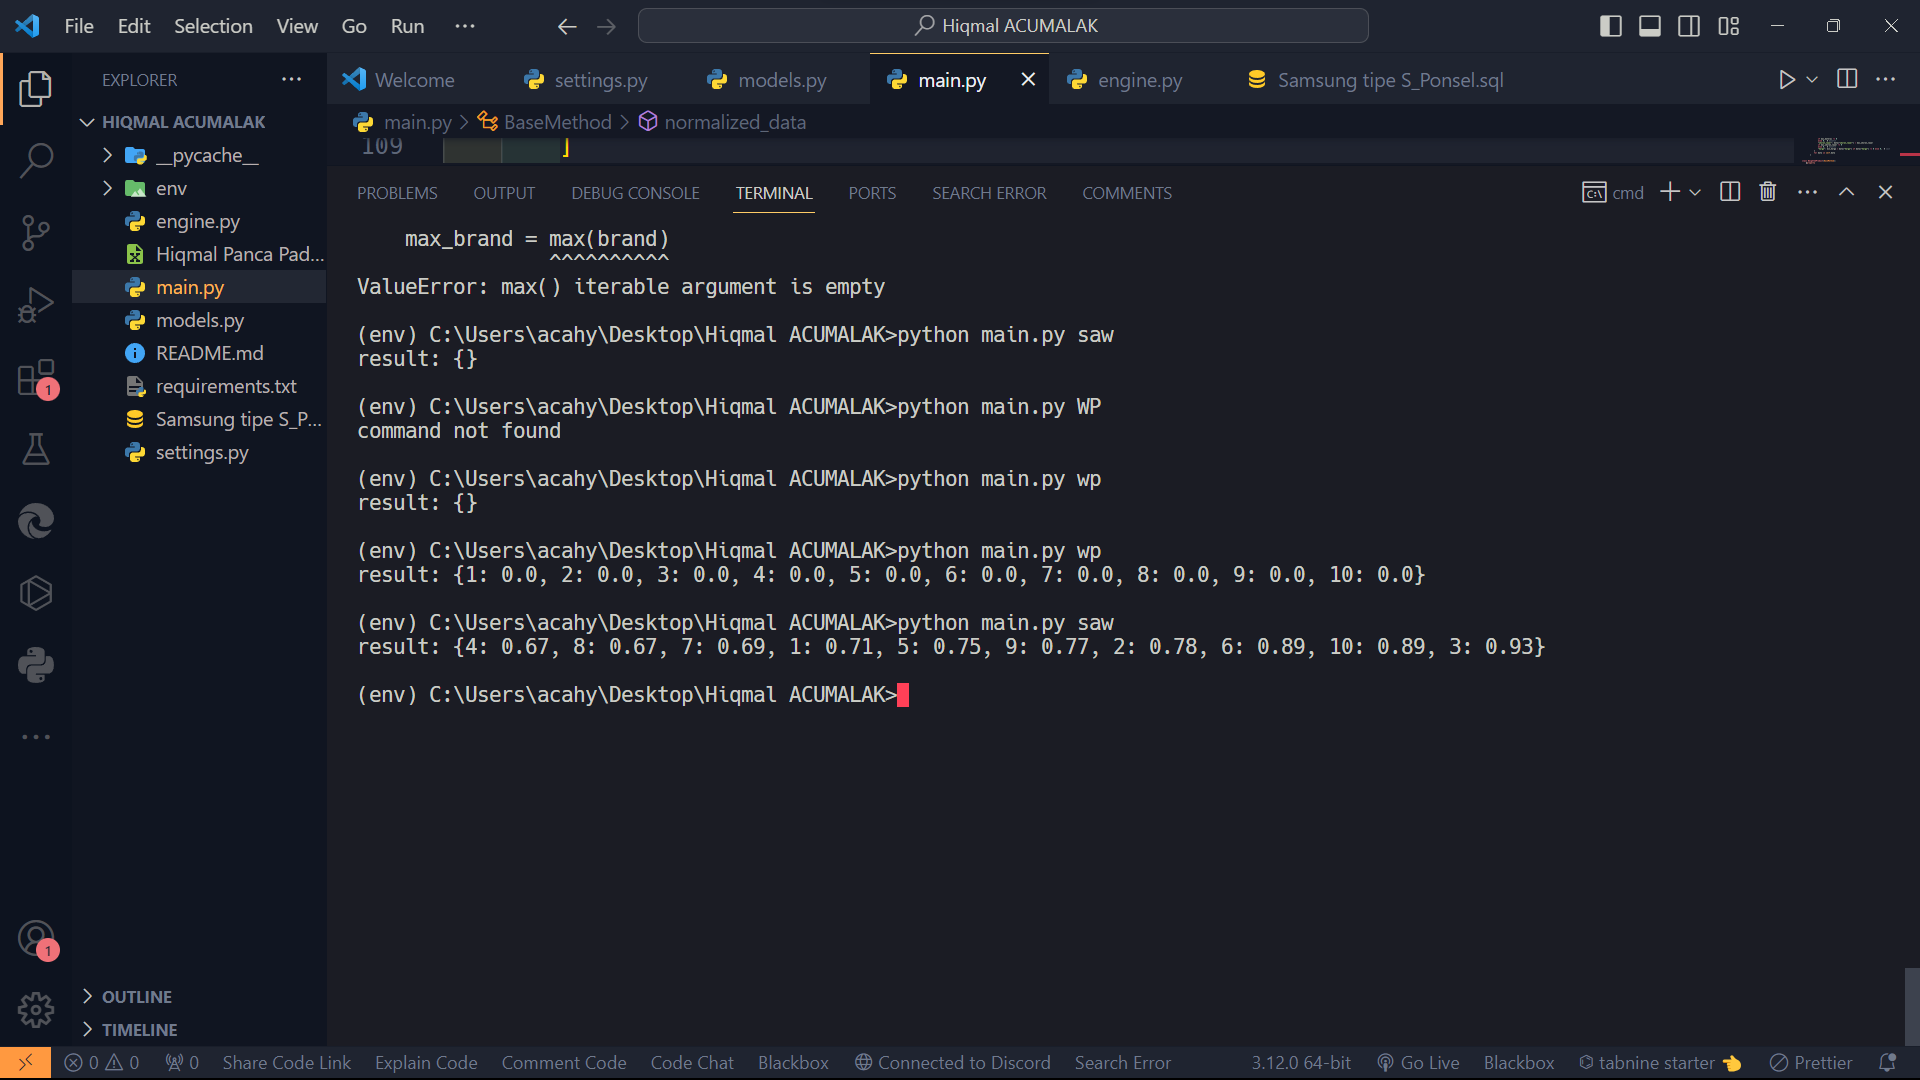 File Edit Selection View Go Run ··· Hiqmal ACUMALAK
EXPLORER ···
HIQMAL ACUMALAK
__pycache__
env
engine.py
Hiqmal Panca Pad...
main.py
models.py
README.md
requirements.txt
Samsung tipe S_P...
settings.py
OUTLINE
TIMELINE
1
1
Welcome settings.py models.py main.py engine.py Samsung tipe S_Ponsel.sql
main.py > BaseMethod > normalized_data
109 ]
PROBLEMS OUTPUT DEBUG CONSOLE TERMINAL PORTS SEARCH ERROR COMMENTS cmd
max_brand = max(brand)
^^^^^^^^^^
ValueError: max() iterable argument is empty
(env) C:\Users\acahy\Desktop\Hiqmal ACUMALAK>python main.py saw
result: {}
(env) C:\Users\acahy\Desktop\Hiqmal ACUMALAK>python main.py WP
command not found
(env) C:\Users\acahy\Desktop\Hiqmal ACUMALAK>python main.py wp
result: {}
(env) C:\Users\acahy\Desktop\Hiqmal ACUMALAK>python main.py wp
result: {1: 0.0, 2: 0.0, 3: 0.0, 4: 0.0, 5: 0.0, 6: 0.0, 7: 0.0, 8: 0.0, 9: 0.0, 10: 0.0}
(env) C:\Users\acahy\Desktop\Hiqmal ACUMALAK>python main.py saw
result: {4: 0.67, 8: 0.67, 7: 0.69, 1: 0.71, 5: 0.75, 9: 0.77, 2: 0.78, 6: 0.89, 10: 0.89, 3: 0.93}
(env) C:\Users\acahy\Desktop\Hiqmal ACUMALAK>
0 0 0 Share Code Link Explain Code Comment Code Code Chat Blackbox Connected to Discord Search Error 3.12.0 64-bit Go Live Blackbox tabnine starter Prettier